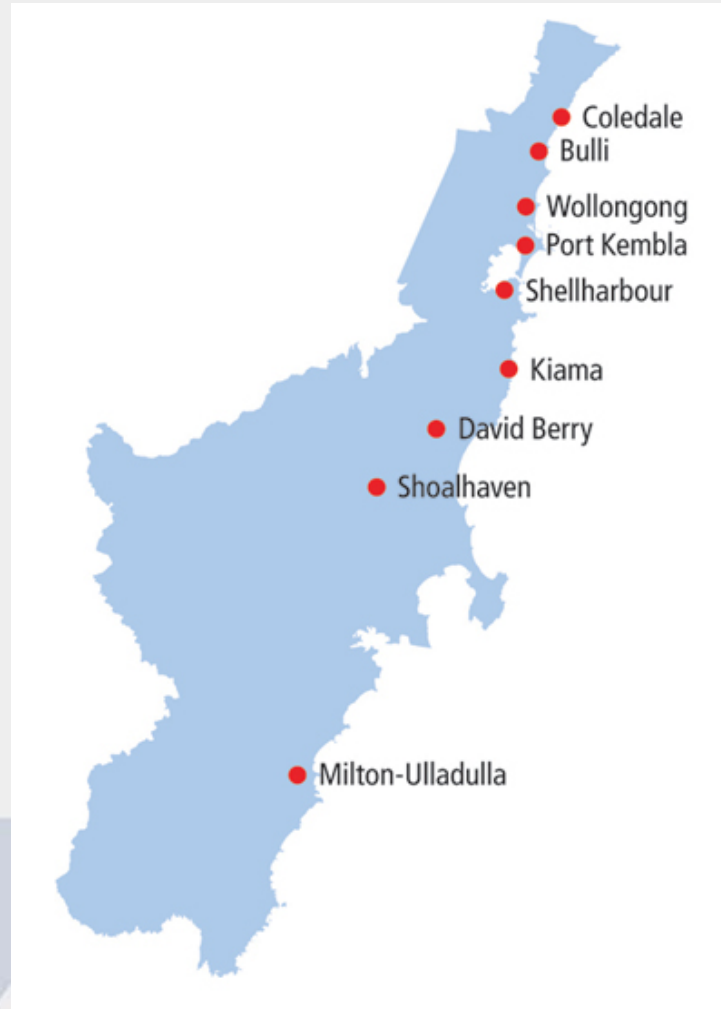 Coledale
Bulli
Wollongong
Port Kembla
Shellharbour
Kiama
David Berry
Shoalhaven
Milton-Ulladulla